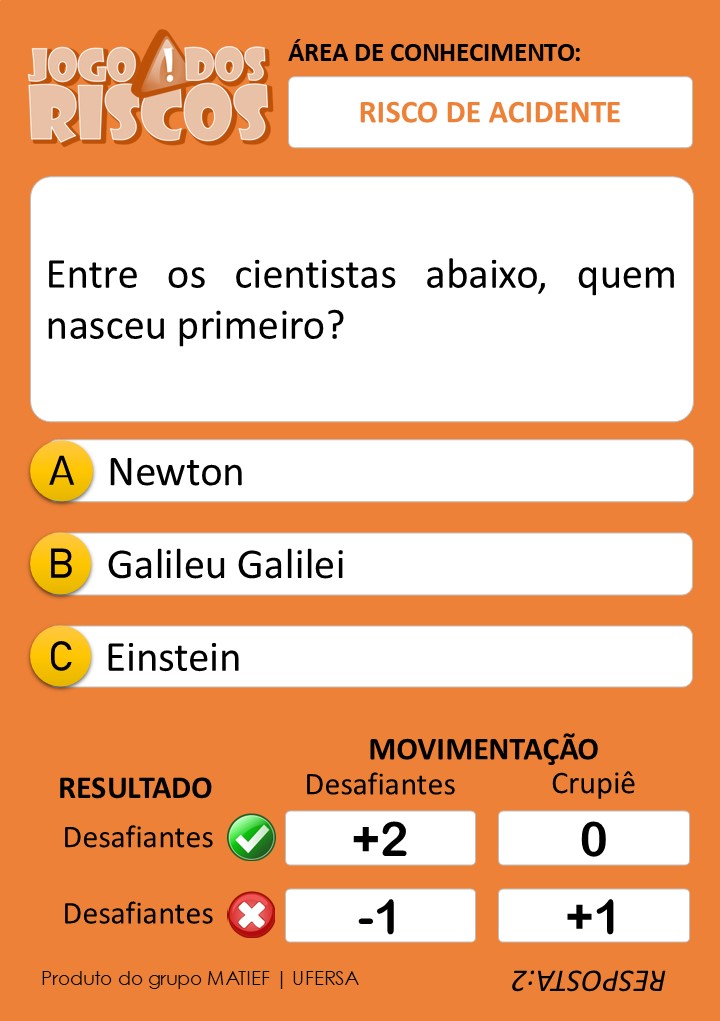 JOGO DOS
RISCOS
ÁREA DE CONHECIMENTO:
RISCO DE ACIDENTE
Entre os cientistas abaixo, quem
nasceu primeiro?
A Newton
B Galileu Galilei
C Einstein
MOVIMENTAÇÃO
RESULTADO Desafiantes Crupiê
Desafiantes +2 0
Desafiantes -1 +1
Produto do grupo MATIEF | UFERSA
RESPOSTA:2